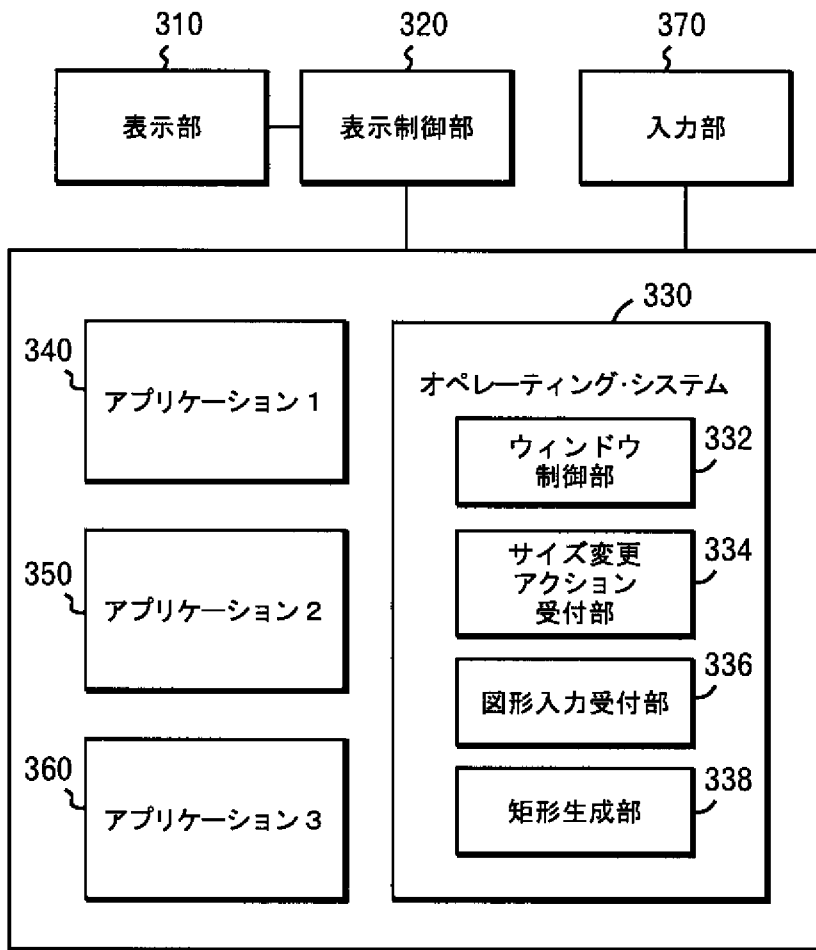 310
320
370
表示部
表示制御部
入力部
330
340
アプリケーション1
オペレーティング・システム
ウィンドウ
制御部
332
350
アプリケーション2
サイズ変更
アクション
受付部
334
図形入力受付部
336
360
アプリケーション3
矩形生成部
338